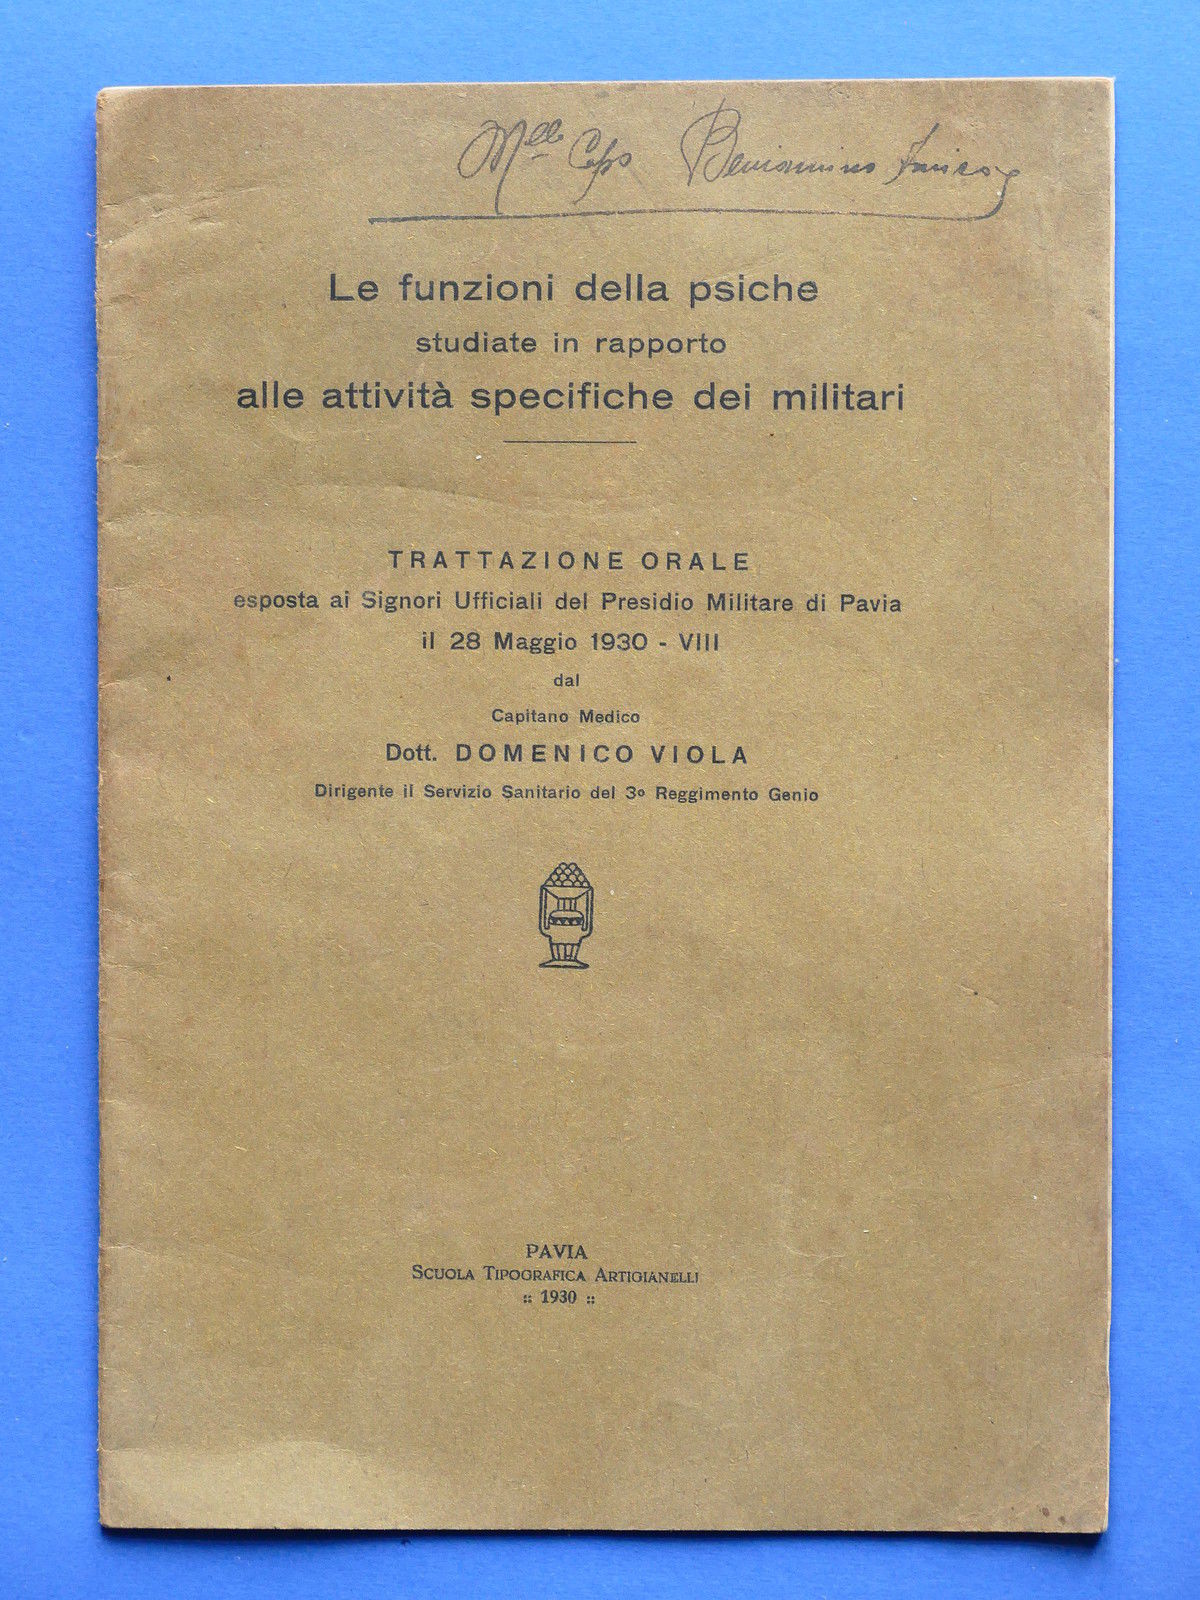 Beniamino
Le funzioni della psiche
studiate in rapporto
alle attività specifiche dei militari
TRATTAZIONE ORALE
esposta ai Signori Ufficiali del Presidio Militare di Pavia
il 28 Maggio 1930 - VIII
dal
Capitano Medico
Dott. DOMENICO VIOLA
Dirigente il Servizio Sanitario del 3º Reggimento Genio
PAVIA
SCUOLA TIPOGRAFICA ARTIGIANELLI
:: 1930 ::